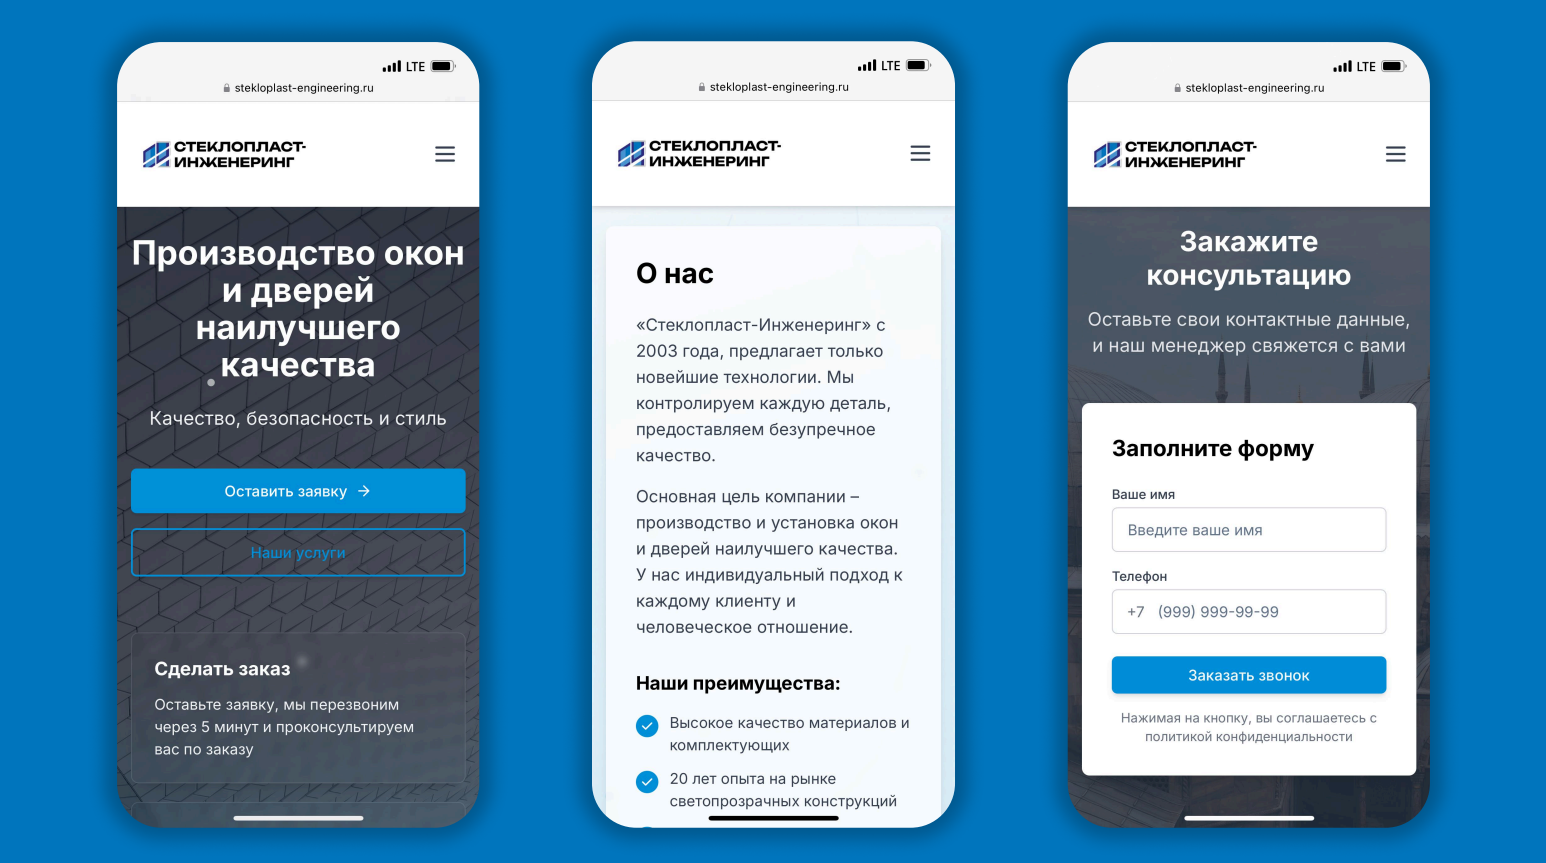 LTE
stekloplast-engineering.ru
СТЕКЛОПЛАСТ-
ИНЖЕНЕРИНГ
Производство окон
и дверей
наилучшего
качества
Качество, безопасность и стиль
Оставить заявку →
Наши услуги
Сделать заказ
Оставьте заявку, мы перезвоним
через 5 минут и проконсультируем
вас по заказу
LTE
stekloplast-engineering.ru
СТЕКЛОПЛАСТ-
ИНЖЕНЕРИНГ
О нас
«Стеклопласт-Инженеринг» с
2003 года, предлагает только
новейшие технологии. Мы
контролируем каждую деталь,
предоставляем безупречное
качество.
Основная цель компании –
производство и установка окон
и дверей наилучшего качества.
У нас индивидуальный подход к
каждому клиенту и
человеческое отношение.
Наши преимущества:
Высокое качество материалов и
комплектующих
20 лет опыта на рынке
светопрозрачных конструкций
LTE
stekloplast-engineering.ru
СТЕКЛОПЛАСТ-
ИНЖЕНЕРИНГ
Закажите
консультацию
Оставьте свои контактные данные,
и наш менеджер свяжется с вами
Заполните форму
Ваше имя
Введите ваше имя
Телефон
+7 (999) 999-99-99
Заказать звонок
Нажимая на кнопку, вы соглашаетесь с
политикой конфиденциальности